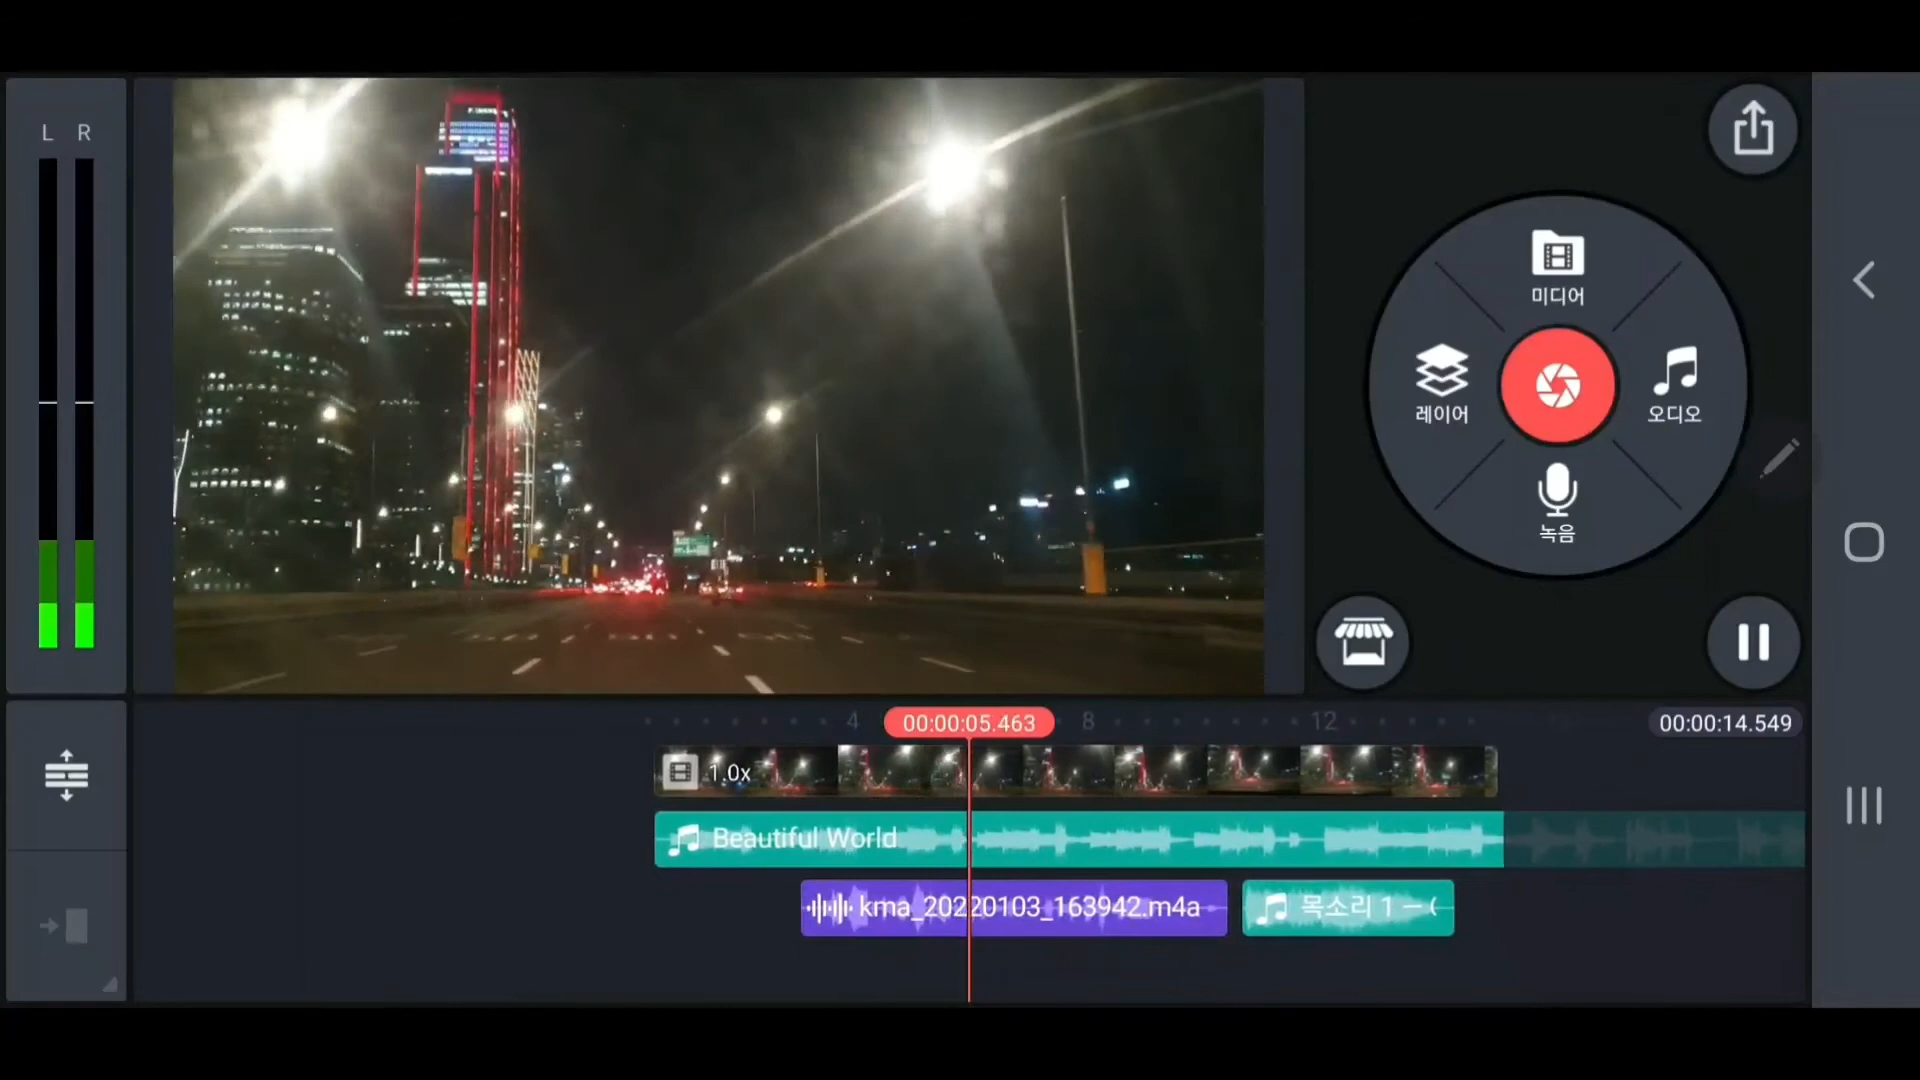 L R
미디어
레이어
오디오
녹음
4 00:00:05.463 8 12 00:00:14.549
1.0x
Beautiful World
kma_20220103_163942.m4a
목소리 1 – (